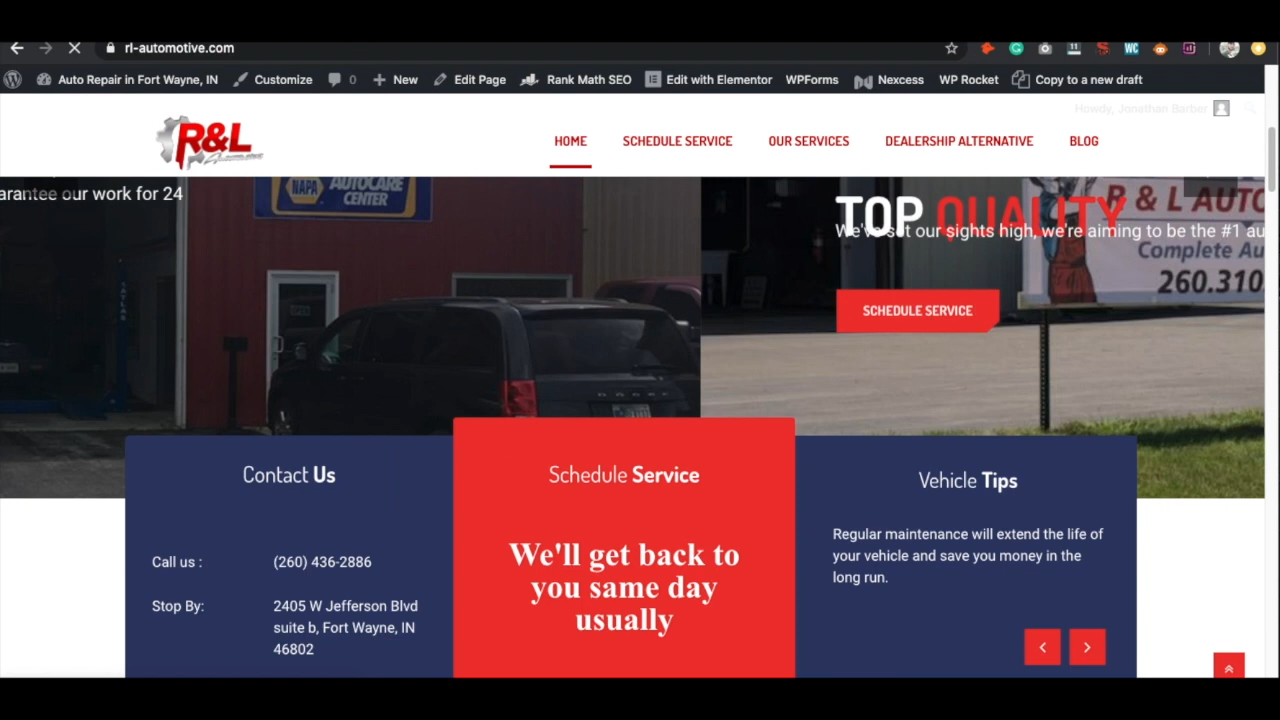 rl-automotive.com
Auto Repair in Fort Wayne, IN Customize 0 New Edit Page Rank Math SEO Edit with Elementor WPForms Nexcess WP Rocket Copy to a new draft
Howdy, Jonathan Barber
R&L
HOME SCHEDULE SERVICE OUR SERVICES DEALERSHIP ALTERNATIVE BLOG
arantee our work for 24
NAPA AUTOCARE CENTER
TOP QUALITY
We've set our sights high, we're aiming to be the #1 au
R & L AUTO
Complete Au
260.310
SCHEDULE SERVICE
OPEN
DODGE
Contact Us
Call us : (260) 436-2886
Stop By: 2405 W Jefferson Blvd
suite b, Fort Wayne, IN
46802
Schedule Service
We'll get back to
you same day
usually
Vehicle Tips
Regular maintenance will extend the life of
your vehicle and save you money in the
long run.